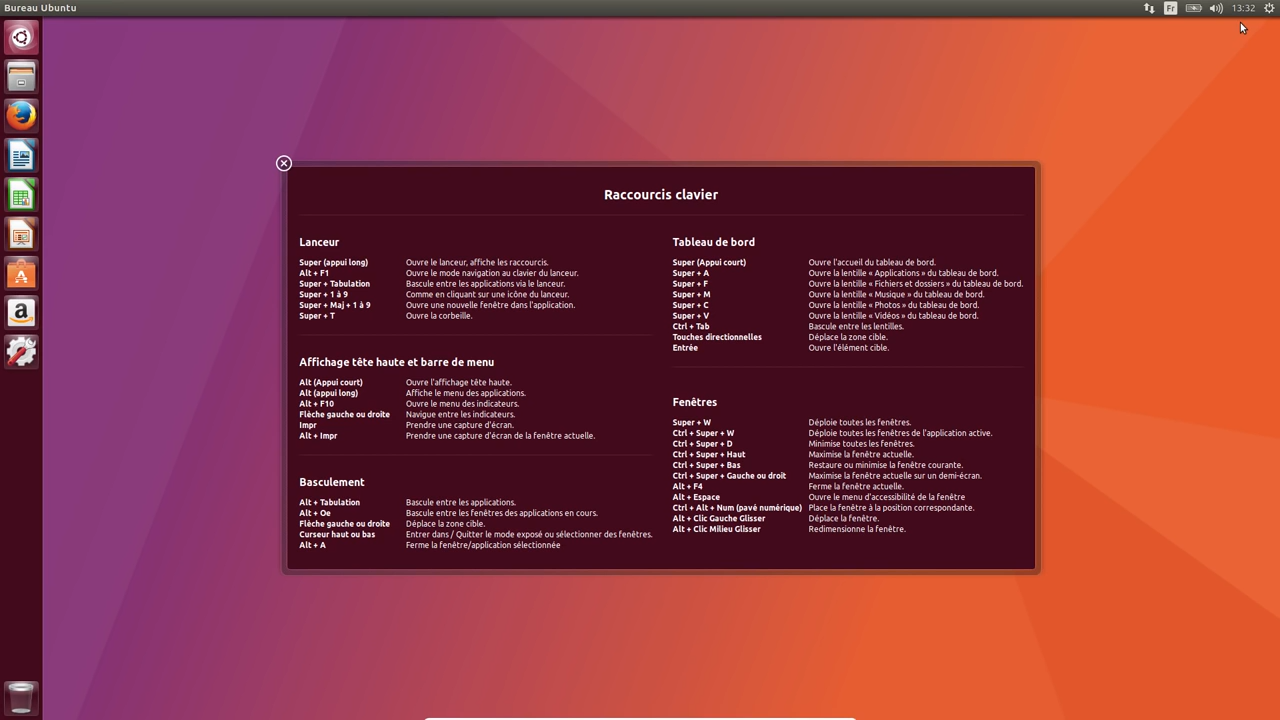 Bureau Ubuntu
Fr
13:32
Raccourcis clavier
Lanceur
Super (appui long) Ouvre le lanceur, affiche les raccourcis.
Alt + F1 Ouvre le mode navigation au clavier du lanceur.
Super + Tabulation Bascule entre les applications via le lanceur.
Super + 1 à 9 Comme en cliquant sur une icône du lanceur.
Super + Maj + 1 à 9 Ouvre une nouvelle fenêtre dans l'application.
Super + T Ouvre la corbeille.
Affichage tête haute et barre de menu
Alt (Appui court) Ouvre l'affichage tête haute.
Alt (appui long) Affiche le menu des applications.
Alt + F10 Ouvre le menu des indicateurs.
Flèche gauche ou droite Navigue entre les indicateurs.
Impr Prendre une capture d'écran.
Alt + Impr Prendre une capture d'écran de la fenêtre actuelle.
Basculement
Alt + Tabulation Bascule entre les applications.
Alt + Oe Bascule entre les fenêtres des applications en cours.
Flèche gauche ou droite Déplace la zone cible.
Curseur haut ou bas Entrer dans / Quitter le mode exposé ou sélectionner des fenêtres.
Alt + A Ferme la fenêtre/application sélectionnée
Tableau de bord
Super (Appui court) Ouvre l'accueil du tableau de bord.
Super + A Ouvre la lentille « Applications » du tableau de bord.
Super + F Ouvre la lentille « Fichiers et dossiers » du tableau de bord.
Super + M Ouvre la lentille « Musique » du tableau de bord.
Super + C Ouvre la lentille « Photos » du tableau de bord.
Super + V Ouvre la lentille « Vidéos » du tableau de bord.
Ctrl + Tab Bascule entre les lentilles.
Touches directionnelles Déplace la zone cible.
Entrée Ouvre l'élément cible.
Fenêtres
Super + W Déploie toutes les fenêtres.
Ctrl + Super + W Déploie toutes les fenêtres de l'application active.
Ctrl + Super + D Minimise toutes les fenêtres.
Ctrl + Super + Haut Maximise la fenêtre actuelle.
Ctrl + Super + Bas Restaure ou minimise la fenêtre courante.
Ctrl + Super + Gauche ou droit Maximise la fenêtre actuelle sur un demi-écran.
Alt + F4 Ferme la fenêtre actuelle.
Alt + Espace Ouvre le menu d'accessibilité de la fenêtre
Ctrl + Alt + Num (pavé numérique) Place la fenêtre à la position correspondante.
Alt + Clic Gauche Glisser Déplace la fenêtre.
Alt + Clic Milieu Glisser Redimensionne la fenêtre.